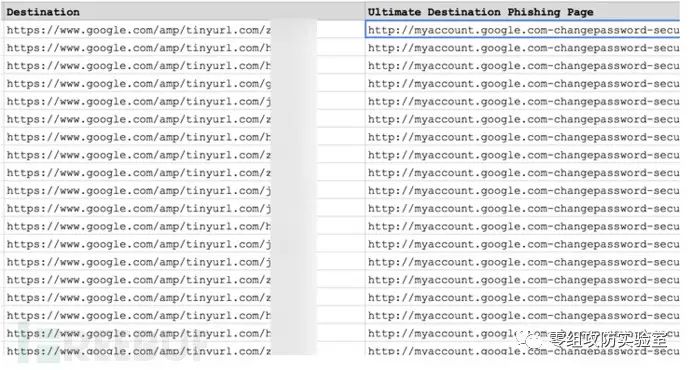 Destination	Ultimate Destination Phishing Page
https://www.google.com/amp/tinyurl.com/z	http://myaccount.google.com-changepassword-secu
https://www.google.com/amp/tinyurl.com/h	http://myaccount.google.com-changepassword-secu
https://www.google.com/amp/tinyurl.com/h	http://myaccount.google.com-changepassword-secu
https://www.google.com/amp/tinyurl.com/g	http://myaccount.google.com-changepassword-secu
https://www.google.com/amp/tinyurl.com/j	http://myaccount.google.com-changepassword-secu
https://www.google.com/amp/tinyurl.com/z	http://myaccount.google.com-changepassword-secu
https://www.google.com/amp/tinyurl.com/h	http://myaccount.google.com-changepassword-secu
https://www.google.com/amp/tinyurl.com/z	http://myaccount.google.com-changepassword-secu
https://www.google.com/amp/tinyurl.com/z	http://myaccount.google.com-changepassword-secu
https://www.google.com/amp/tinyurl.com/j	http://myaccount.google.com-changepassword-secu
https://www.google.com/amp/tinyurl.com/j	http://myaccount.google.com-changepassword-secu
https://www.google.com/amp/tinyurl.com/h	http://myaccount.google.com-changepassword-secu
https://www.google.com/amp/tinyurl.com/j	http://myaccount.google.com-changepassword-secu
https://www.google.com/amp/tinyurl.com/j	http://myaccount.google.com-changepassword-secu
https://www.google.com/amp/tinyurl.com/z	http://myaccount.google.com-changepassword-secu
https://www.google.com/amp/tinyurl.com/z	http://myaccount.google.com-changepassword-secu
https://www.google.com/amp/tinyurl.com/z	http://myaccount.google.com-changepassword-secu
https://www.google.com/amp/tinyurl.com/h	http://myaccount.google.com-changepassword-secu
https://www.google.com/amp/tinyurl.com/z	http://myaccount.google.com-changepassword-secu
零组攻防实验室